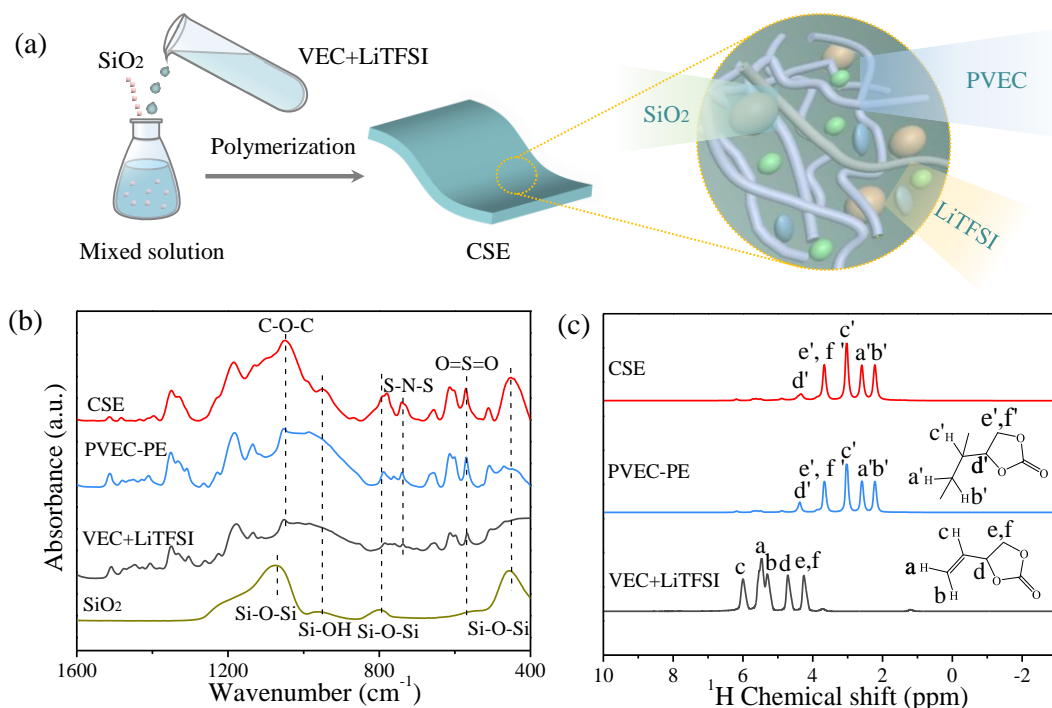 (a)
SiO2
VEC+LiTFSI
Polymerization
Mixed solution
CSE
SiO2
PVEC
LiTFSI
(b)
C-O-C
O=S=O
S-N-S
CSE
PVEC-PE
VEC+LiTFSI
SiO2
Si-O-Si
Si-OH
Si-O-Si
Si-O-Si
Absorbance (a.u.)
1600
1200
800
400
Wavenumber (cm-1)
(c)
CSE
e', f '
d'
c'
a'
b'
PVEC-PE
e', f '
d'
c'
a'
b'
e',f'
c'
H
d'
O
O
O
a'
H
H
b'
VEC+LiTFSI
c
a
b
d
e,f
c
H
e,f
a
H
d
O
O
O
b
H
10
8
6
4
2
0
-2
1H Chemical shift (ppm)